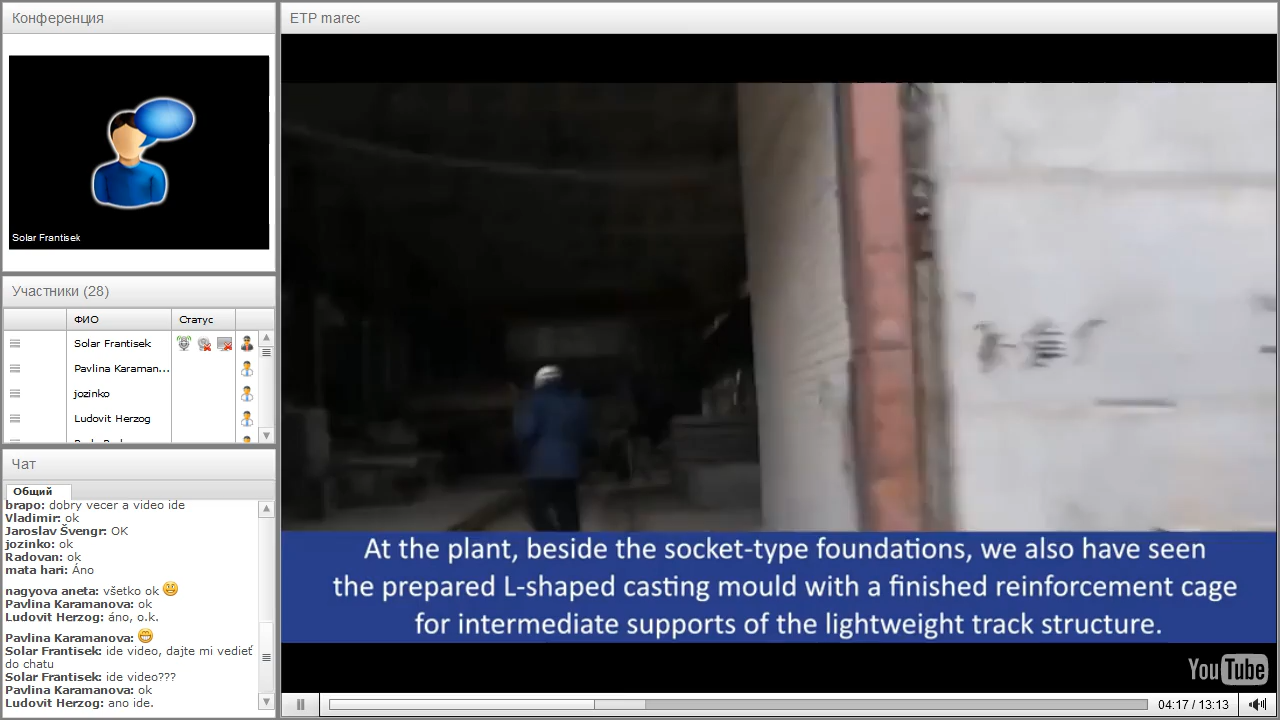 Конференция
Solar Frantisek
Участники (28)
ФИО
Статус
Solar Frantisek
Pavlina Karaman...
jozinko
Ludovit Herzog
Чат
Общий
brapo: dobry vecer a video ide
Vladimir: ok
Jaroslav Švengr: OK
jozinko: ok
Radovan: ok
mata hari: Áno
nagyova aneta: všetko ok
Pavlina Karamanova: ok
Ludovit Herzog: áno, o.k.
Pavlina Karamanova:
Solar Frantisek: ide video, dajte mi vedieť
do chatu
Solar Frantisek: ide video???
Pavlina Karamanova: ok
Ludovit Herzog: ano ide.
ETP marec
At the plant, beside the socket-type foundations, we also have seen
the prepared L-shaped casting mould with a finished reinforcement cage
for intermediate supports of the lightweight track structure.
YouTube
04:17 / 13:13